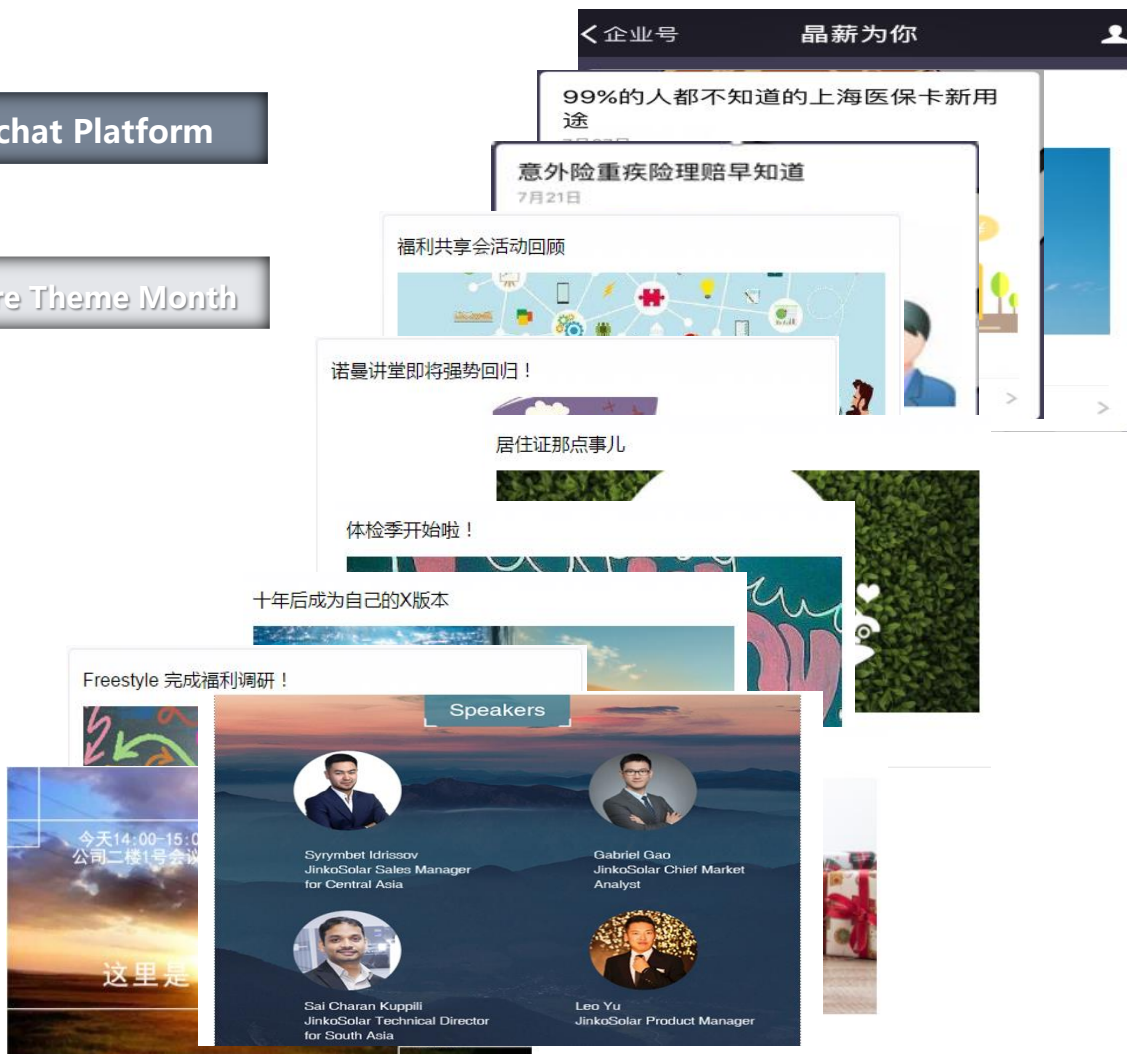 企业号
晶薪为你
99%的人都不知道的上海医保卡新用
途
chat Platform
意外险重疾险理赔早知道
7月21日
福利共享会活动回顾
re Theme Month
诺曼讲堂即将强势回归！
居住证那点事儿
体检季开始啦！
十年后成为自己的X版本
Freestyle 完成福利调研！
Speakers
今天14:00-15:0
公司二楼1号会议
这里是
Syrymbet Idrissov
JinkoSolar Sales Manager
for Central Asia
Gabriel Gao
JinkoSolar Chief Market
Analyst
Sai Charan Kuppili
JinkoSolar Technical Director
for South Asia
Leo Yu
JinkoSolar Product Manager